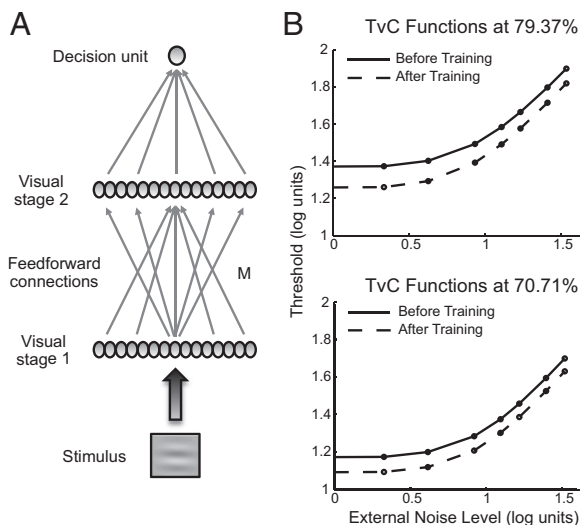 A
Decision unit
Visual
stage 2
Feedforward
connections
M
Visual
stage 1
Stimulus
B
TvC Functions at 79.37%
Before Training
After Training
2
1.8
1.6
1.4
1.2
1
0
0.5
1
1.5
Threshold (log units)
TvC Functions at 70.71%
Before Training
After Training
2
1.8
1.6
1.4
1.2
1
0
0.5
1
1.5
External Noise Level (log units)